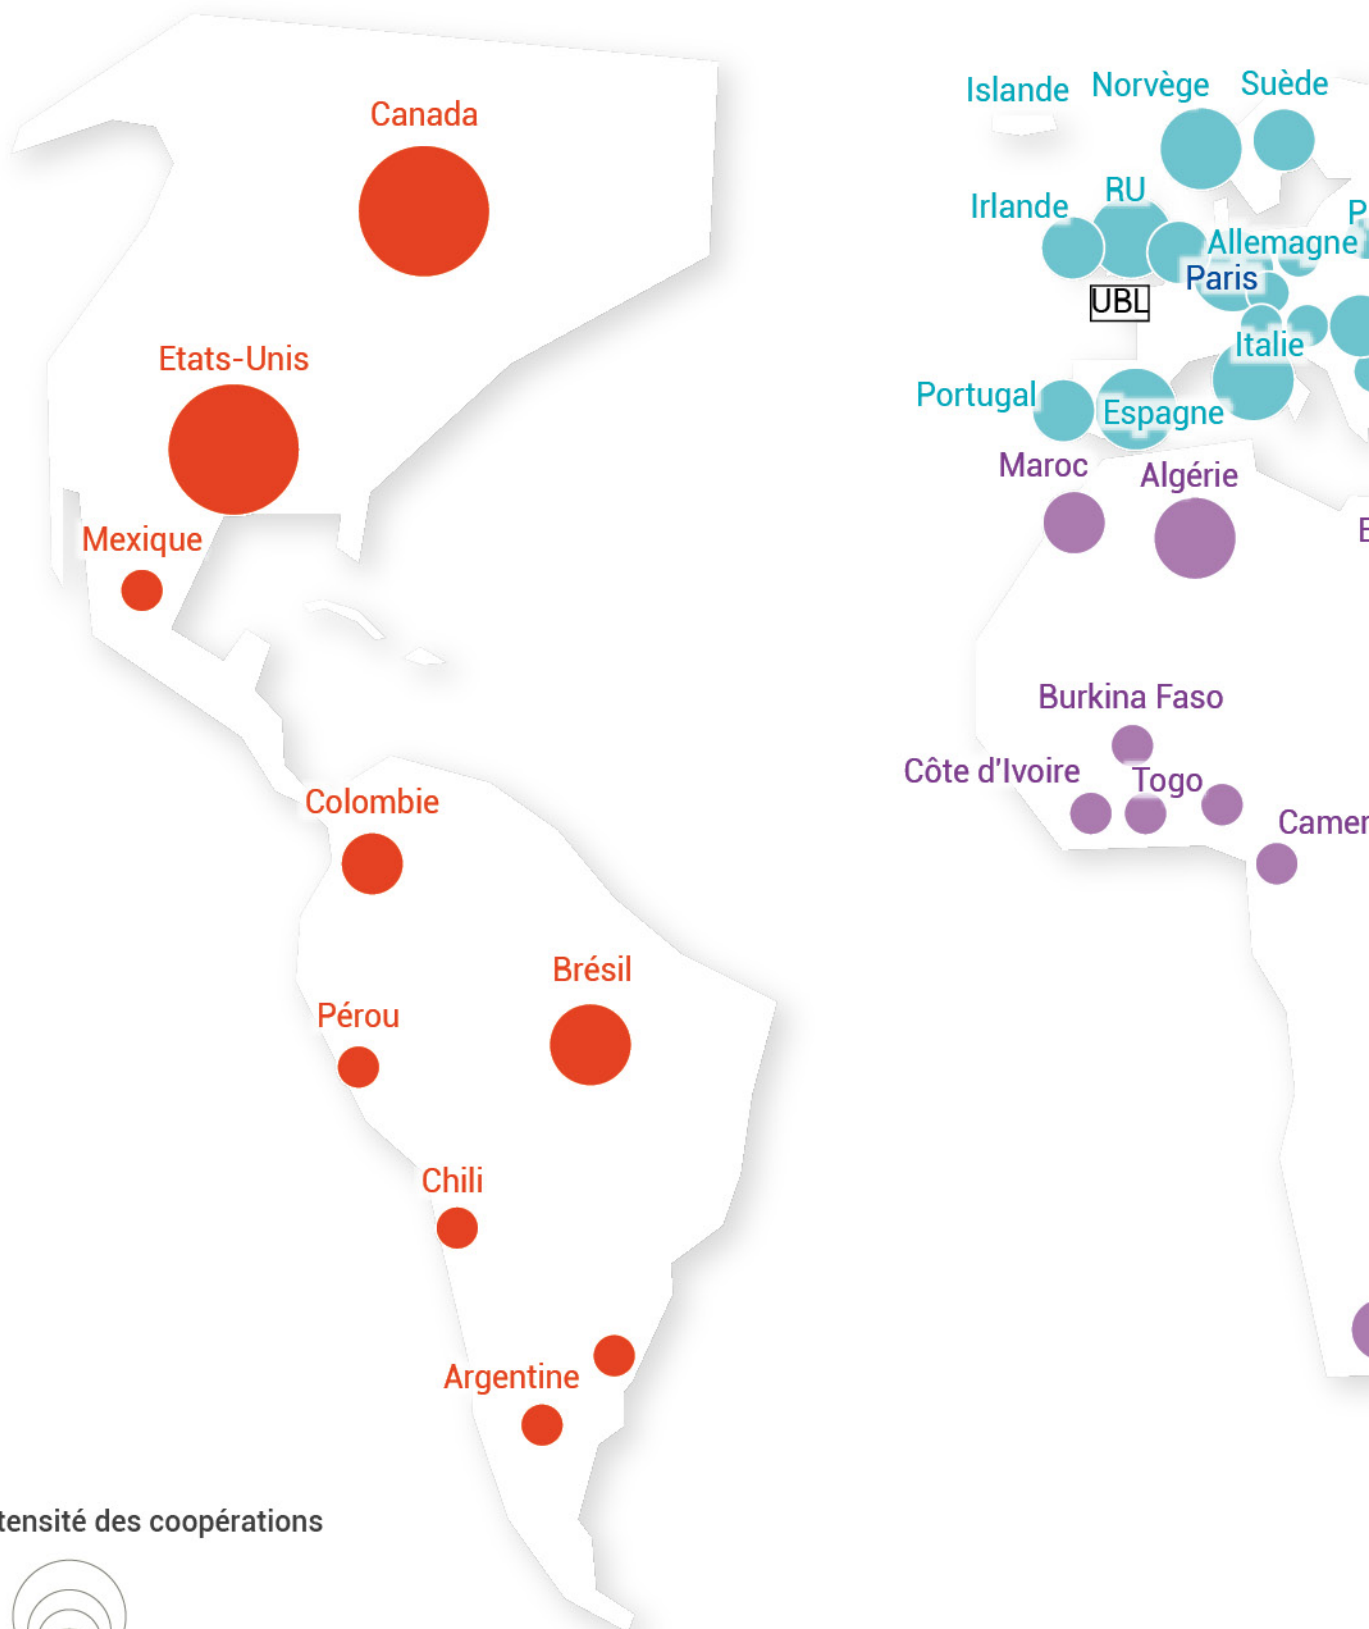 Canada
Islande
Norvège
Suède
RU
Irlande
P
Allemagne
Paris
UBL
Etats-Unis
Italie
Portugal
Espagne
Maroc
Algérie
Mexique
E
Burkina Faso
Côte d'Ivoire
Togo
Camer
Colombie
Brésil
Pérou
Chili
Argentine
tensité des coopérations